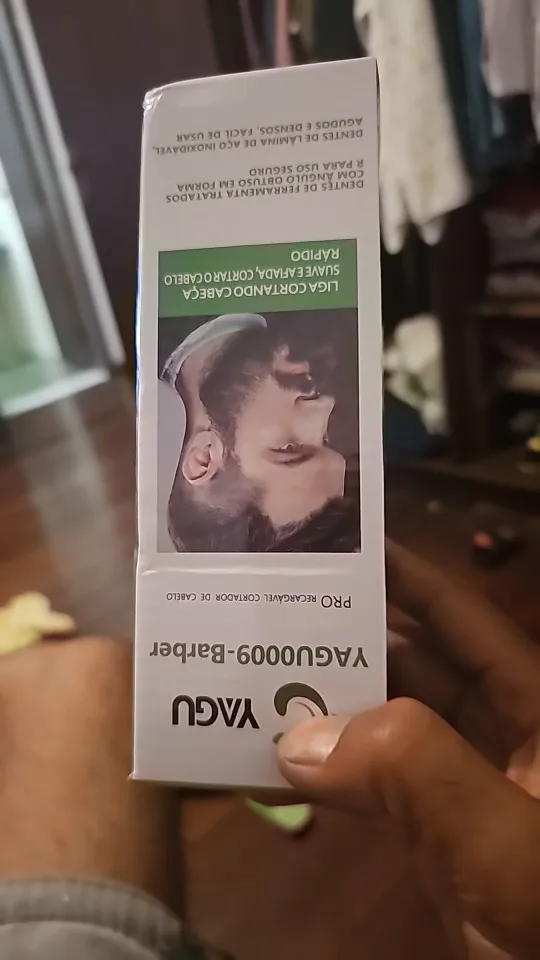 YAGU
YAGU0009-Barber
PRO RECARGÁVEL CORTADOR DE CABELO
LIGA CORTANDO CABEÇA
SUAVE E AFIADA, CORTAR O CABELO
RÁPIDO
DENTES DE FERRAMENTA TRATADOS
COM ÂNGULO OBTUSO EM FORMA
R PARA USO SEGURO
DENTES DE LÂMINA DE AÇO INOXIDÁVEL,
AGUDOS E DENSOS, FÁCIL DE USAR